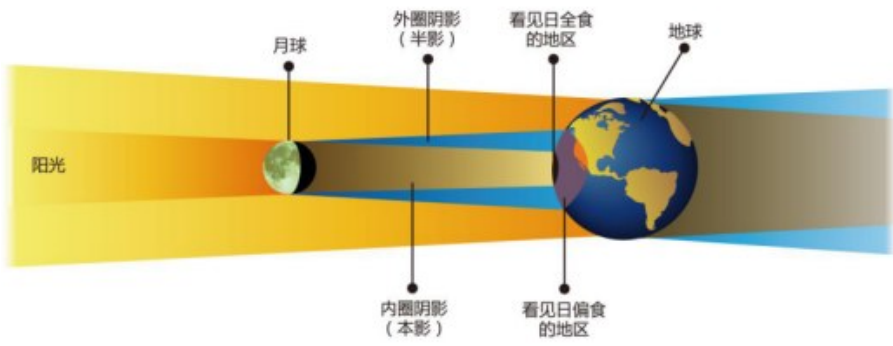 外圈阴影
（半影）
看见日全食
的地区
地球
月球
阳光
内圈阴影
（本影）
看见日偏食
的地区